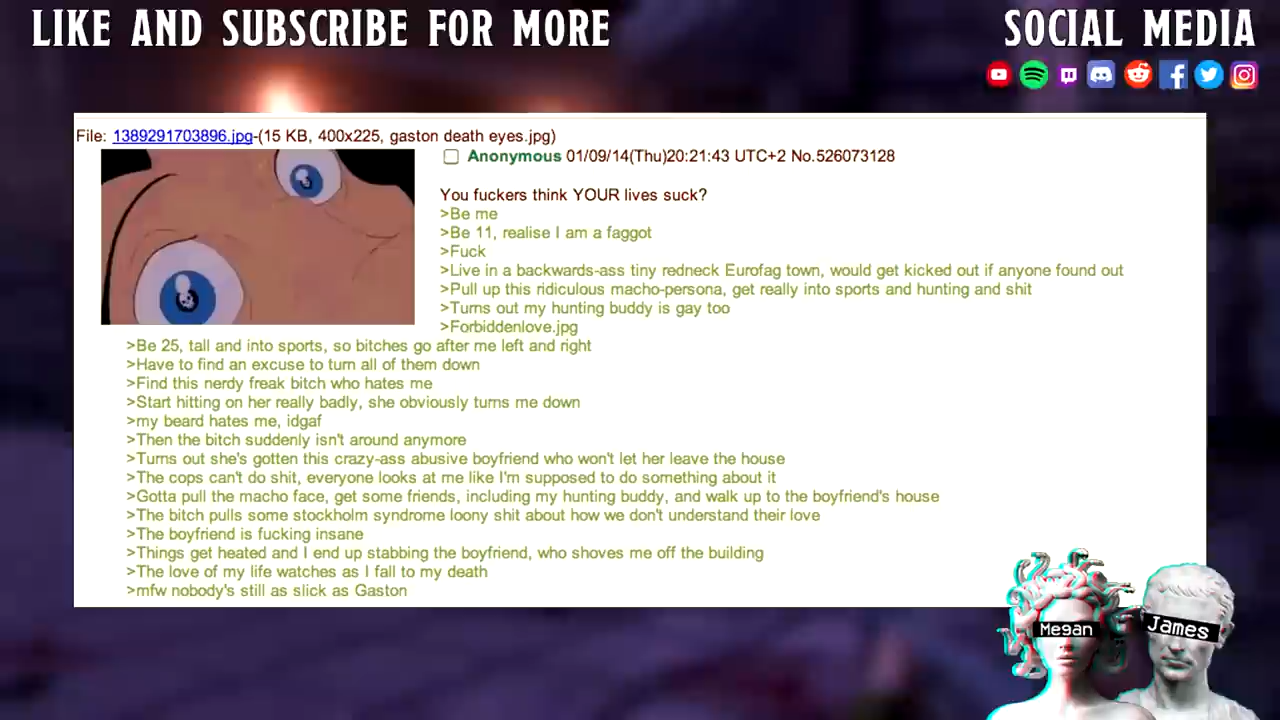 LIKE AND SUBSCRIBE FOR MORE
SOCIAL MEDIA
File: 1389291703896.jpg-(15 KB, 400x225, gaston death eyes.jpg)
Anonymous 01/09/14(Thu)20:21:43 UTC+2 No.526073128
You fuckers think YOUR lives suck?
>Be me
>Be 11, realise I am a faggot
>Fuck
>Live in a backwards-ass tiny redneck Eurofag town, would get kicked out if anyone found out
>Pull up this ridiculous macho-persona, get really into sports and hunting and shit
>Turns out my hunting buddy is gay too
>Forbiddenlove.jpg
>Be 25, tall and into sports, so bitches go after me left and right
>Have to find an excuse to turn all of them down
>Find this nerdy freak bitch who hates me
>Start hitting on her really badly, she obviously turns me down
>my beard hates me, idgaf
>Then the bitch suddenly isn't around anymore
>Turns out she's gotten this crazy-ass abusive boyfriend who won't let her leave the house
>The cops can't do shit, everyone looks at me like I'm supposed to do something about it
>Gotta pull the macho face, get some friends, including my hunting buddy, and walk up to the boyfriend's house
>The bitch pulls some stockholm syndrome loony shit about how we don't understand their love
>The boyfriend is fucking insane
>Things get heated and I end up stabbing the boyfriend, who shoves me off the building
>The love of my life watches as I fall to my death
>mfw nobody's still as slick as Gaston
Megan
James